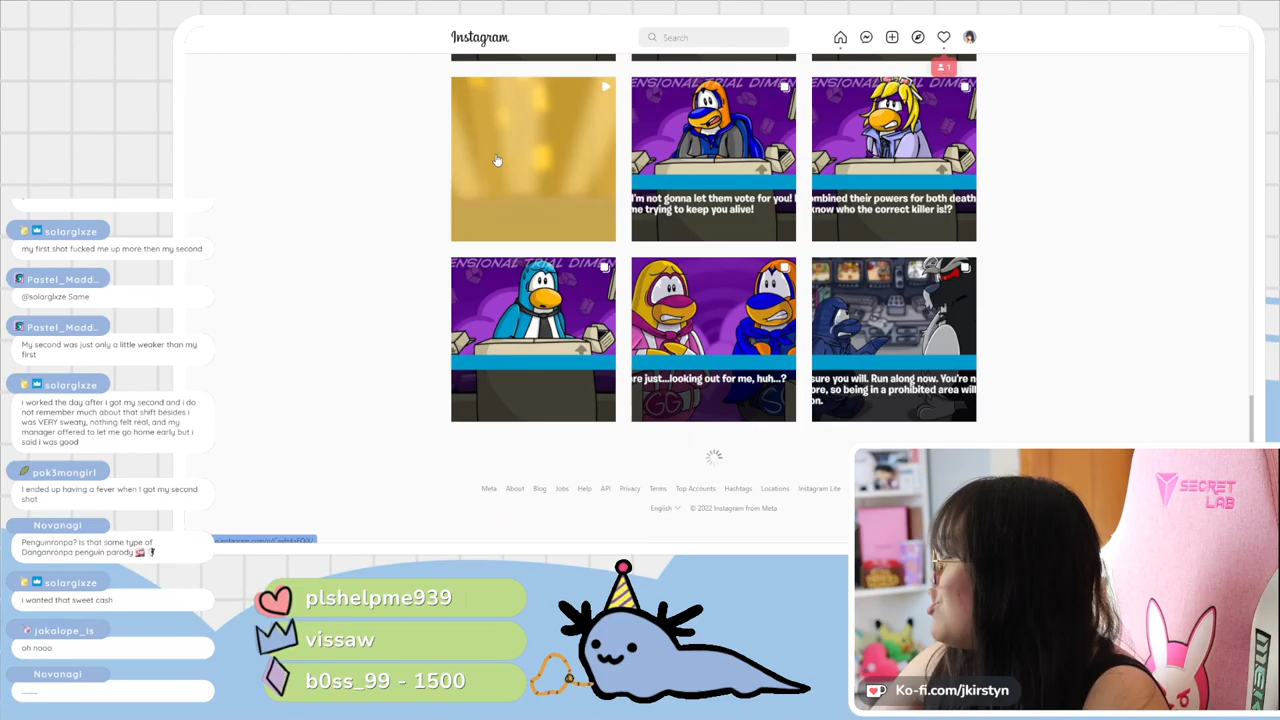 Instagram
Search
1
ENSIONAL TRIAL DIMEN
ENSIONAL TRIAL DIME
I'm not gonna let them vote for you! I
me trying to keep you alive!
ombined their powers for both death
know who the correct killer is!?
ENSIONAL TRIAL DIMEN
re just...looking out for me, huh...?
GG
sure you will. Run along now. You're n
ore, so being in a prohibited area will
on.
Meta About Blog Jobs Help API Privacy Terms Top Accounts Hashtags Locations Instagram Lite
English © 2022 Instagram from Meta
solarglxze
my first shot fucked me up more then my second
Pastel_Madd...
@solarglxze Same
Pastel_Madd...
My second was just only a little weaker than my
first
solarglxze
i worked the day after i got my second and i do
not remember much about that shift besides i
was VERY sweaty, nothing felt real, and my
manager offered to let me go home early but i
said i was good
pok3mongirl
I ended up having a fever when I got my second
shot
Novanagi
Penguinronpa? Is that some type of
Danganronpa penguin parody
solarglxze
i wanted that sweet cash
jakolope_is
oh nooo
Novanagi
plshelpme939
vissaw
b0ss_99 - 1500
SECRET
LAB
Ko-fi.com/jkirstyn